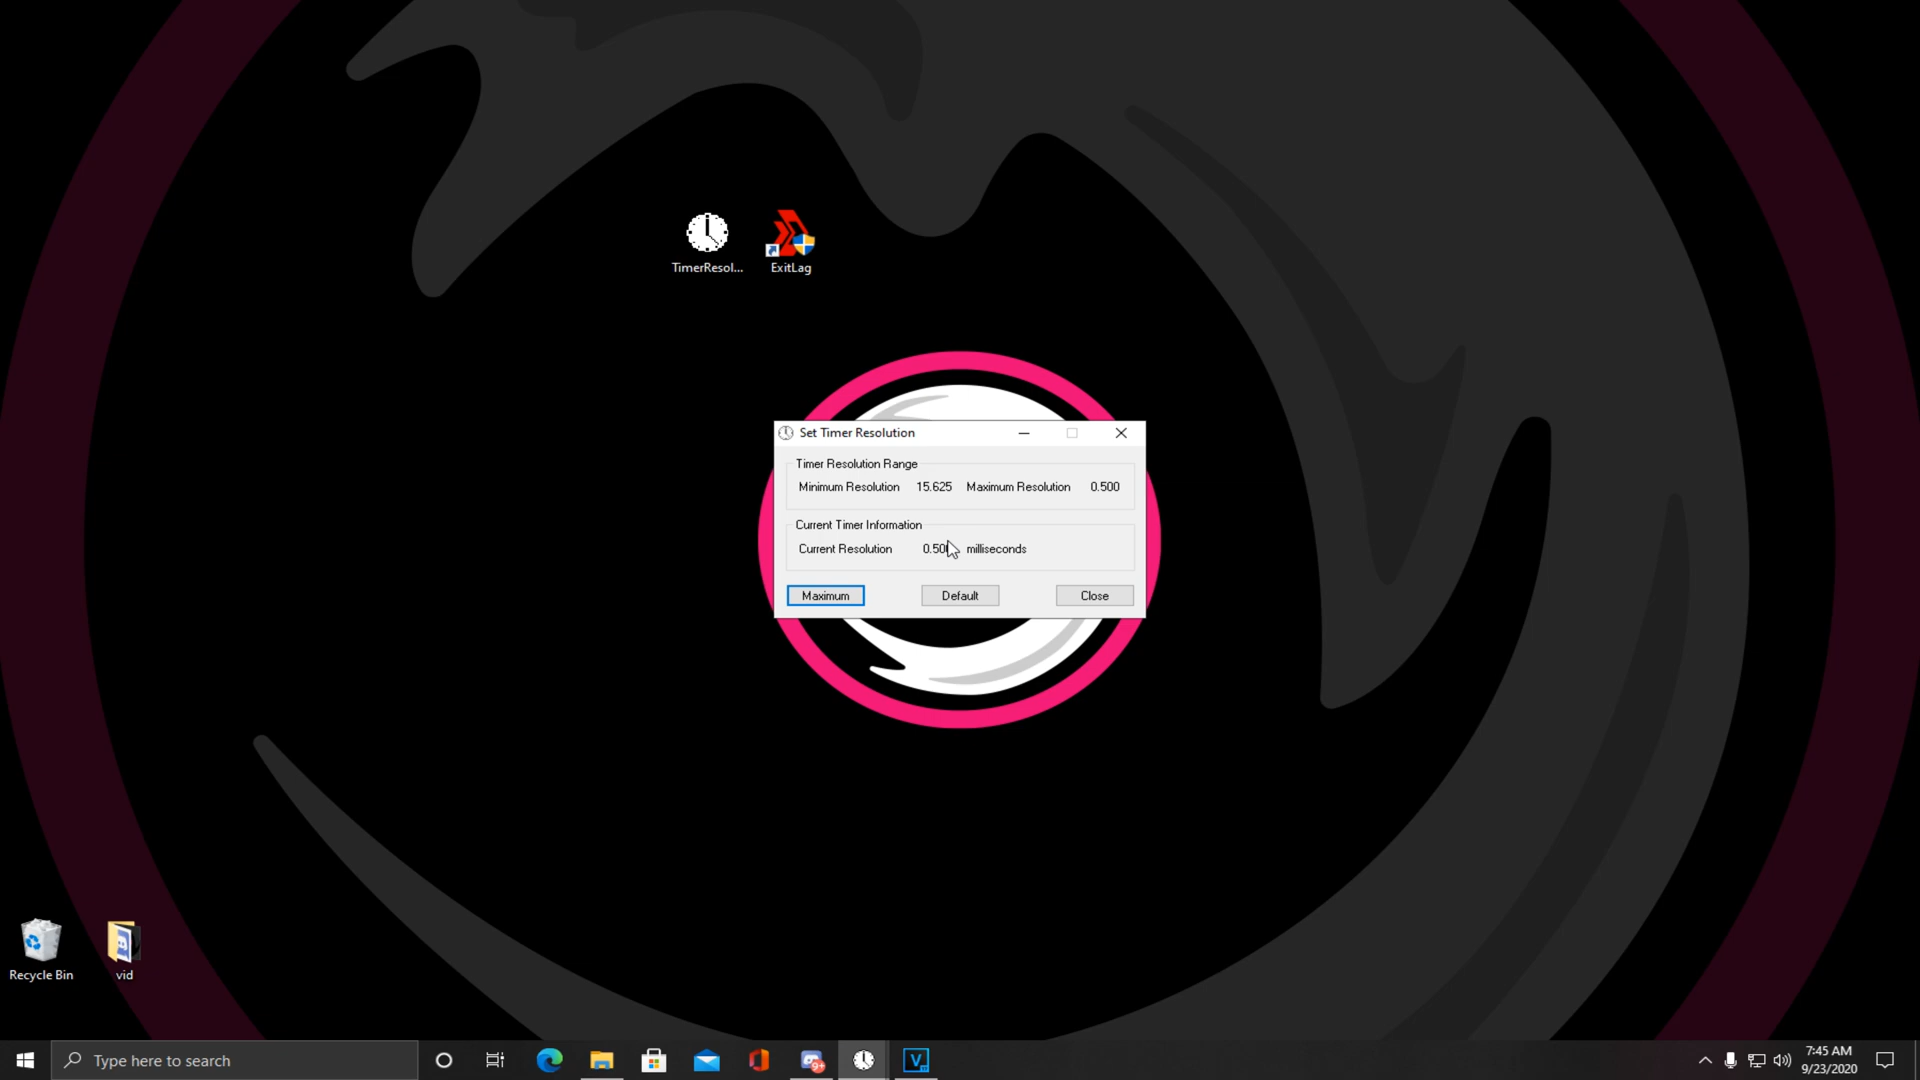 TimerResol...
ExitLag
Set Timer Resolution
Timer Resolution Range
Minimum Resolution 15.625 Maximum Resolution 0.500
Current Timer Information
Current Resolution 0.50 milliseconds
Maximum Default Close
Recycle Bin
vid
Type here to search
9+
V
7:45 AM
9/23/2020